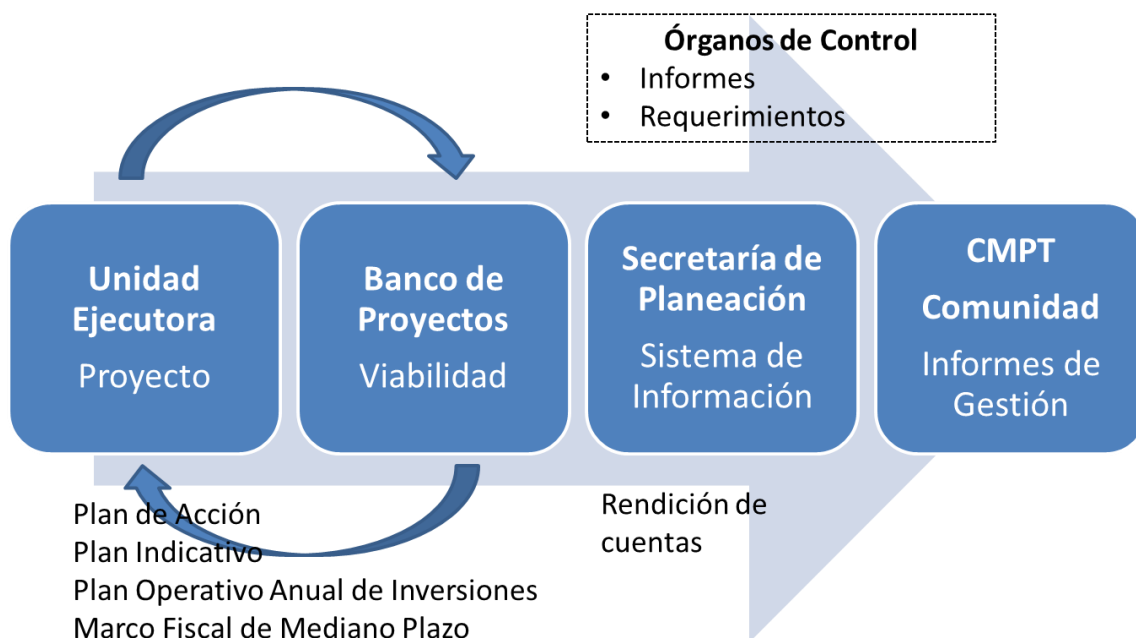 Órganos de Control
• Informes
• Requerimientos
Unidad
Ejecutora
Proyecto
Banco de
Proyectos
Viabilidad
Secretaría de
Planeación
Sistema de
Información
CMPT
Comunidad
Informes de
Gestión
Plan de Acción
Plan Indicativo
Plan Operativo Anual de Inversiones
Marco Fiscal de Mediano Plazo
Rendición de
cuentas